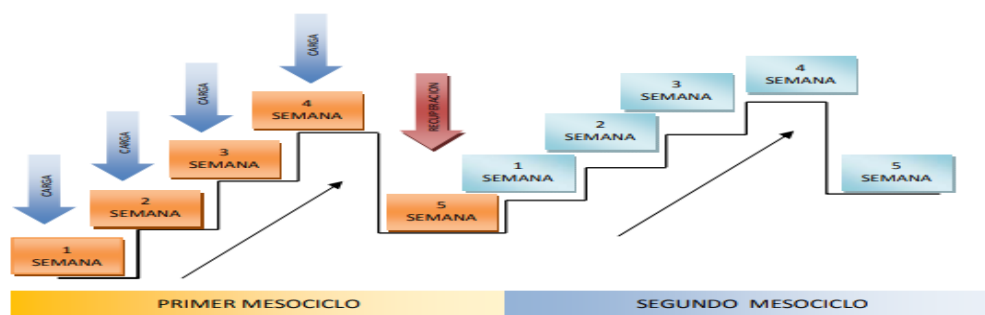 CARGA
CARGA
CARGA
CARGA
RECUPERACION
1
SEMANA
2
SEMANA
3
SEMANA
4
SEMANA
5
SEMANA
1
SEMANA
2
SEMANA
3
SEMANA
4
SEMANA
5
SEMANA
PRIMER MESOCICLO
SEGUNDO MESOCICLO